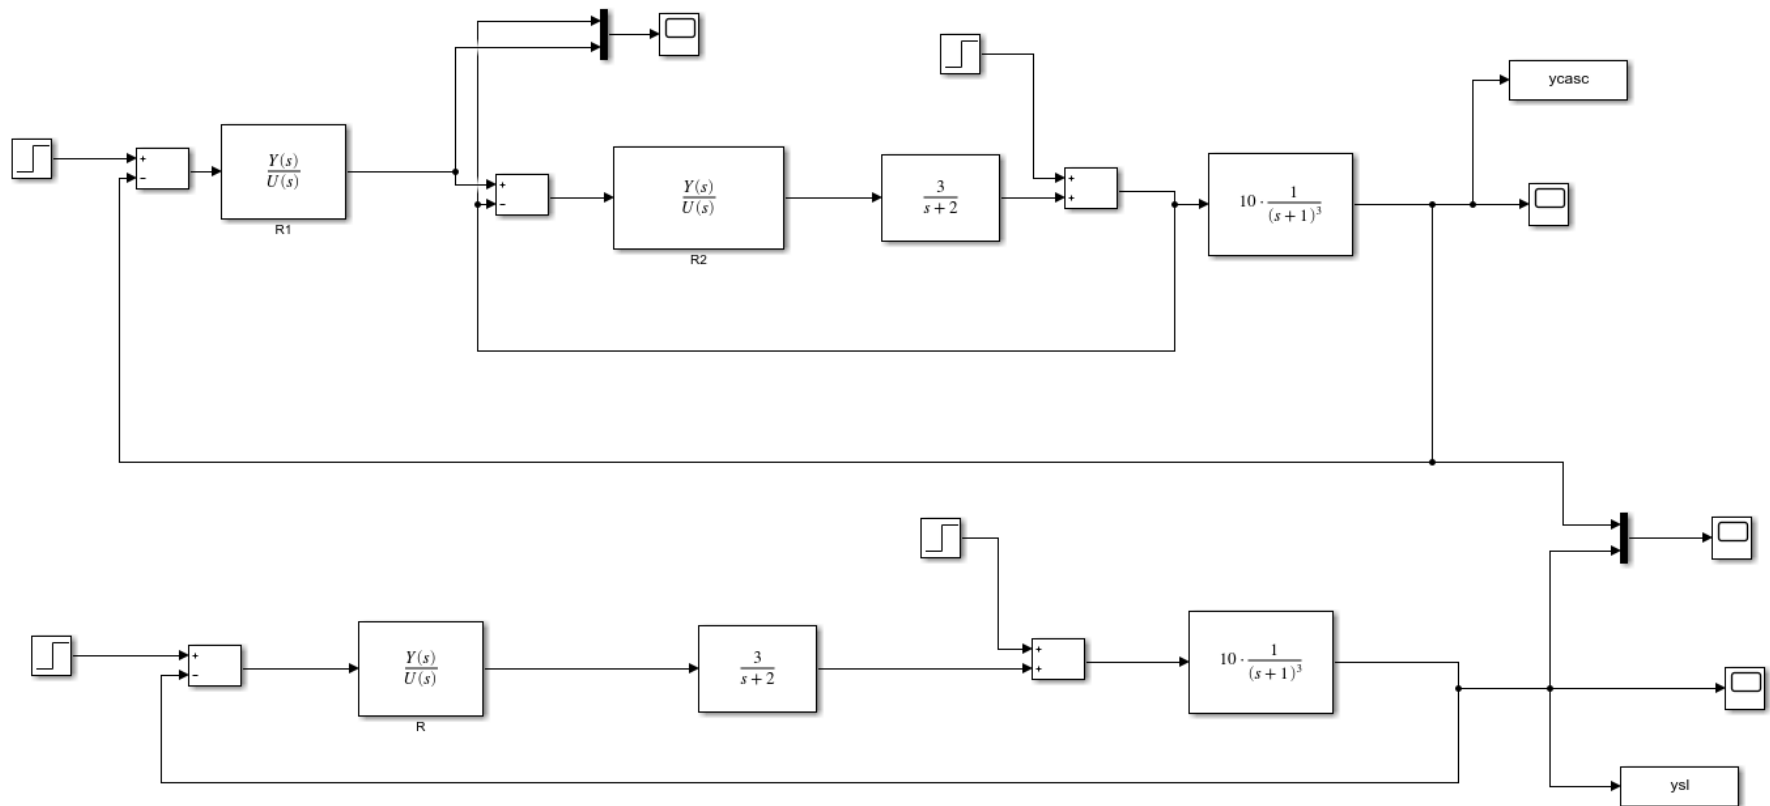 ycasc
+
−
Y(s)
U(s)
R1
+
−
Y(s)
U(s)
R2
3
s + 2
+
+
10 · 1
(s + 1)³
+
−
Y(s)
U(s)
R
3
s + 2
+
+
10 · 1
(s + 1)³
ysl